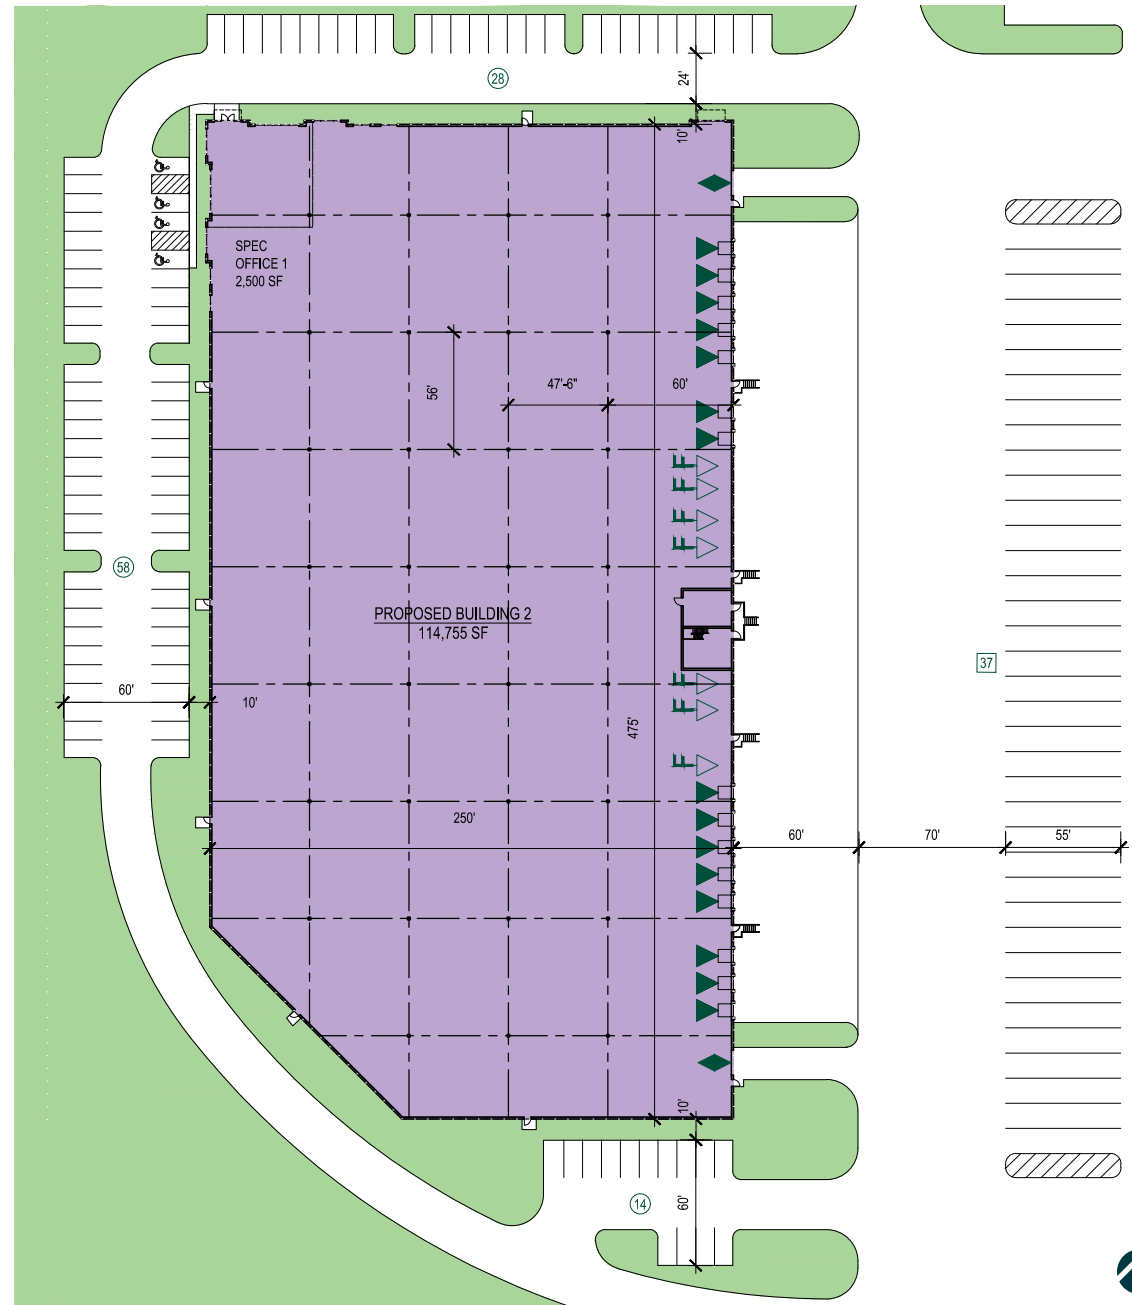 28
24'
10'
SPEC
OFFICE 1
2,500 SF
56'
47'-6"
60'
F
F
F
F
58
PROPOSED BUILDING 2
114,755 SF
37
60'
10'
F
F
475'
F
250'
60'
70'
55'
10'
14
60'